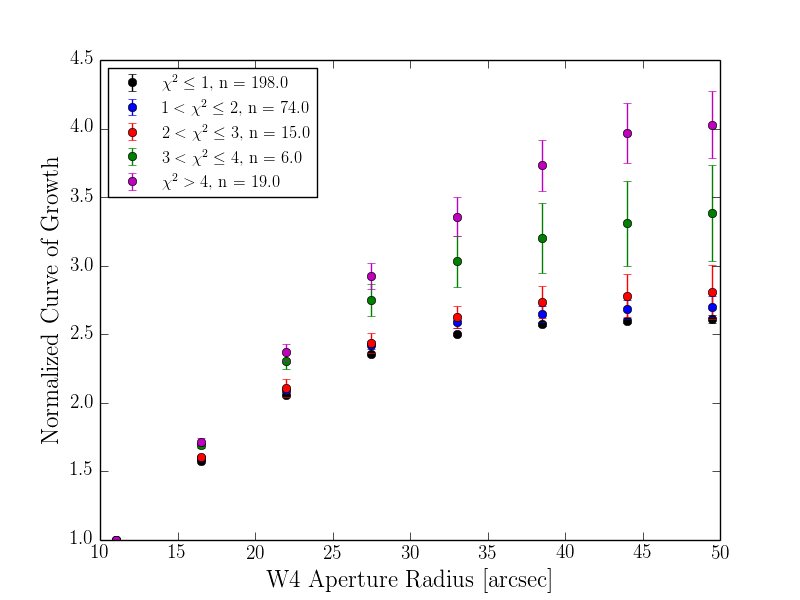 χ² ≤ 1, n = 198.0
1 < χ² ≤ 2, n = 74.0
2 < χ² ≤ 3, n = 15.0
3 < χ² ≤ 4, n = 6.0
χ² > 4, n = 19.0
Normalized Curve of Growth
4.5
4.0
3.5
3.0
2.5
2.0
1.5
1.0
10 15 20 25 30 35 40 45 50
W4 Aperture Radius [arcsec]